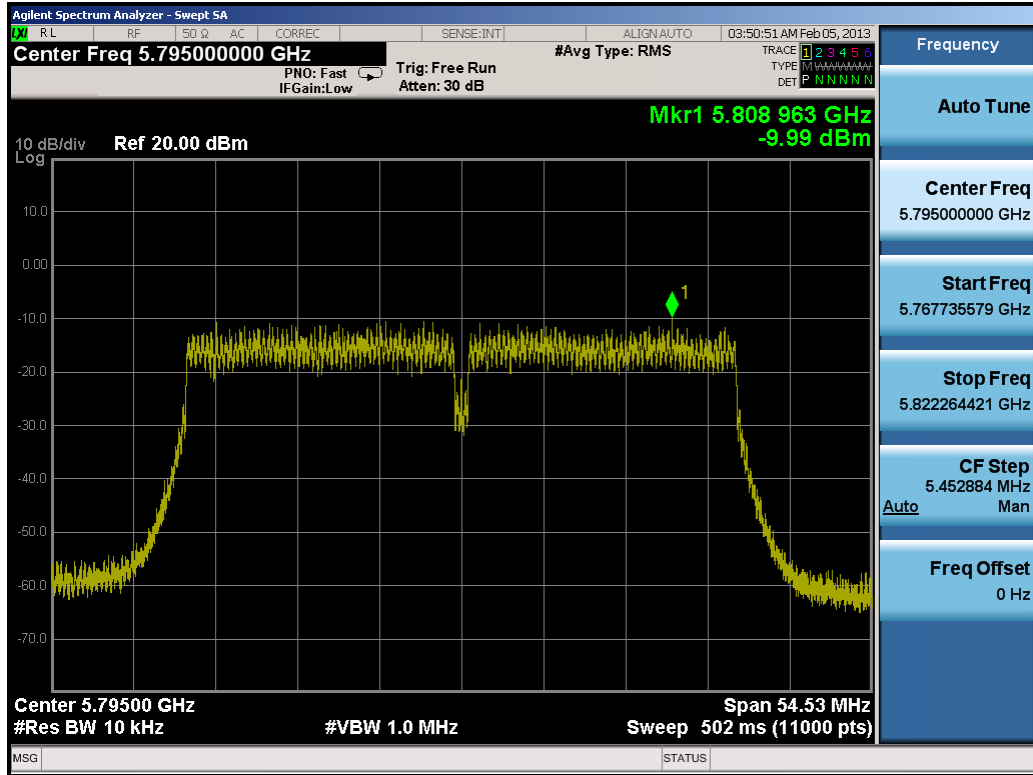 Agilent Spectrum Analyzer - Swept SA
LXI RL RF 50 Ω AC CORREC SENSE:INT ALIGN AUTO 03:50:51 AM Feb 05, 2013
Center Freq 5.795000000 GHz
PNO: Fast
IFGain:Low
Trig: Free Run
Atten: 30 dB
#Avg Type: RMS
TRACE 1 2 3 4 5 6
TYPE M WWWWW
DET P N N N N N
Mkr1 5.808 963 GHz
-9.99 dBm
10 dB/div Ref 20.00 dBm
Log
10.0
0.00
-10.0
-20.0
-30.0
-40.0
-50.0
-60.0
-70.0
1
Center 5.79500 GHz Span 54.53 MHz
#Res BW 10 kHz #VBW 1.0 MHz Sweep 502 ms (11000 pts)
MSG STATUS
Frequency
Auto Tune
Center Freq
5.795000000 GHz
Start Freq
5.767735579 GHz
Stop Freq
5.822264421 GHz
CF Step
5.452884 MHz
Auto Man
Freq Offset
0 Hz